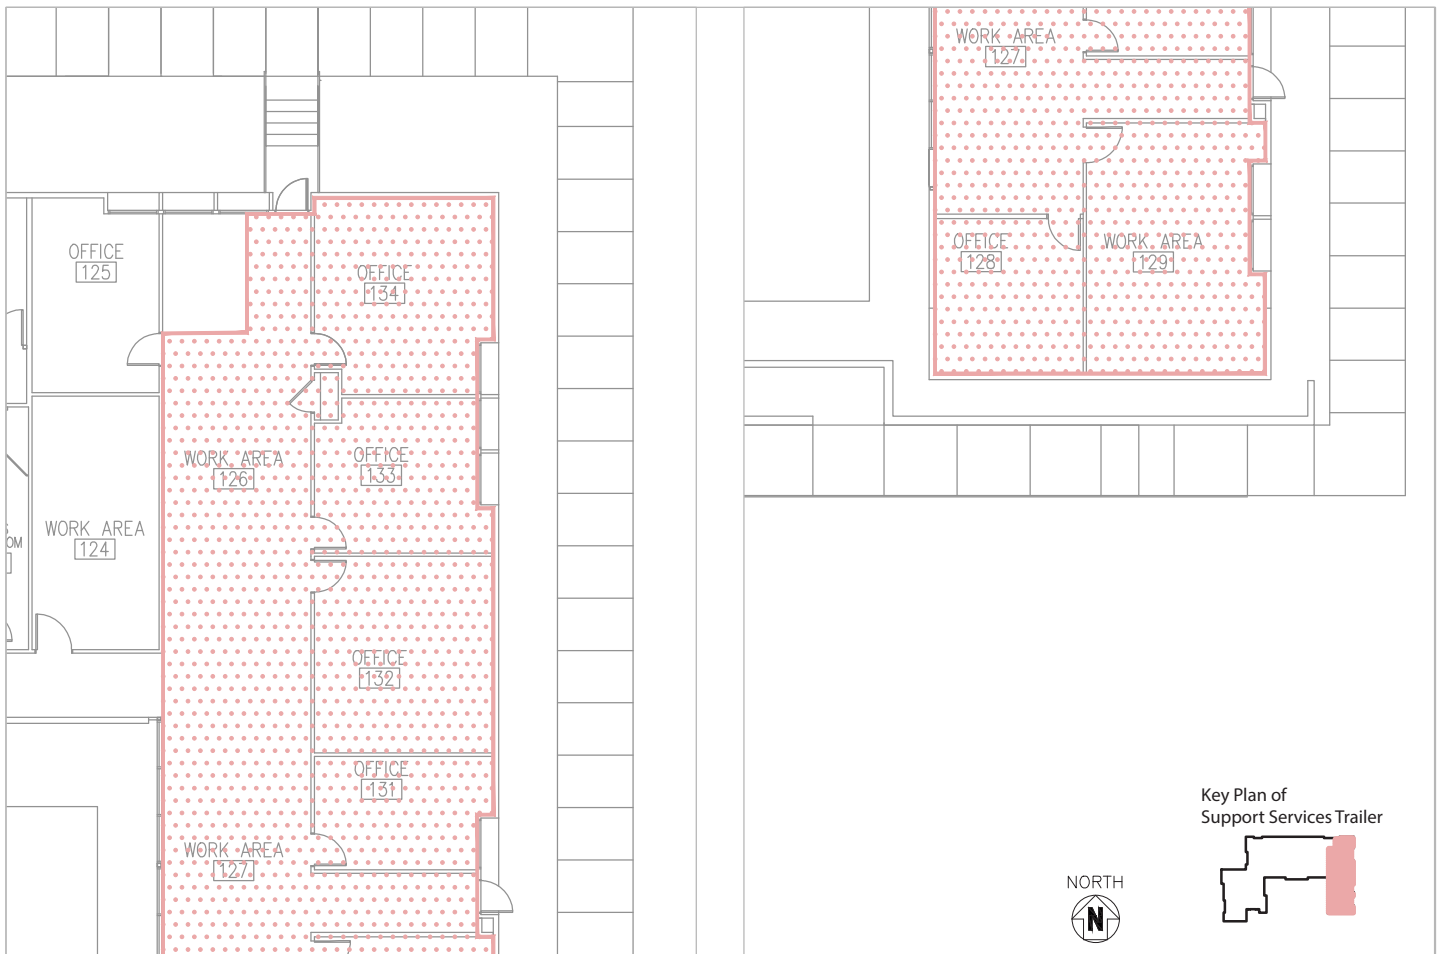 OFFICE
125
OFFICE
134
WORK AREA
126
OFFICE
133
WORK AREA
124
S
OM
OFFICE
132
OFFICE
131
WORK AREA
127
WORK AREA
127
OFFICE
128
WORK AREA
129
Key Plan of
Support Services Trailer
NORTH
N